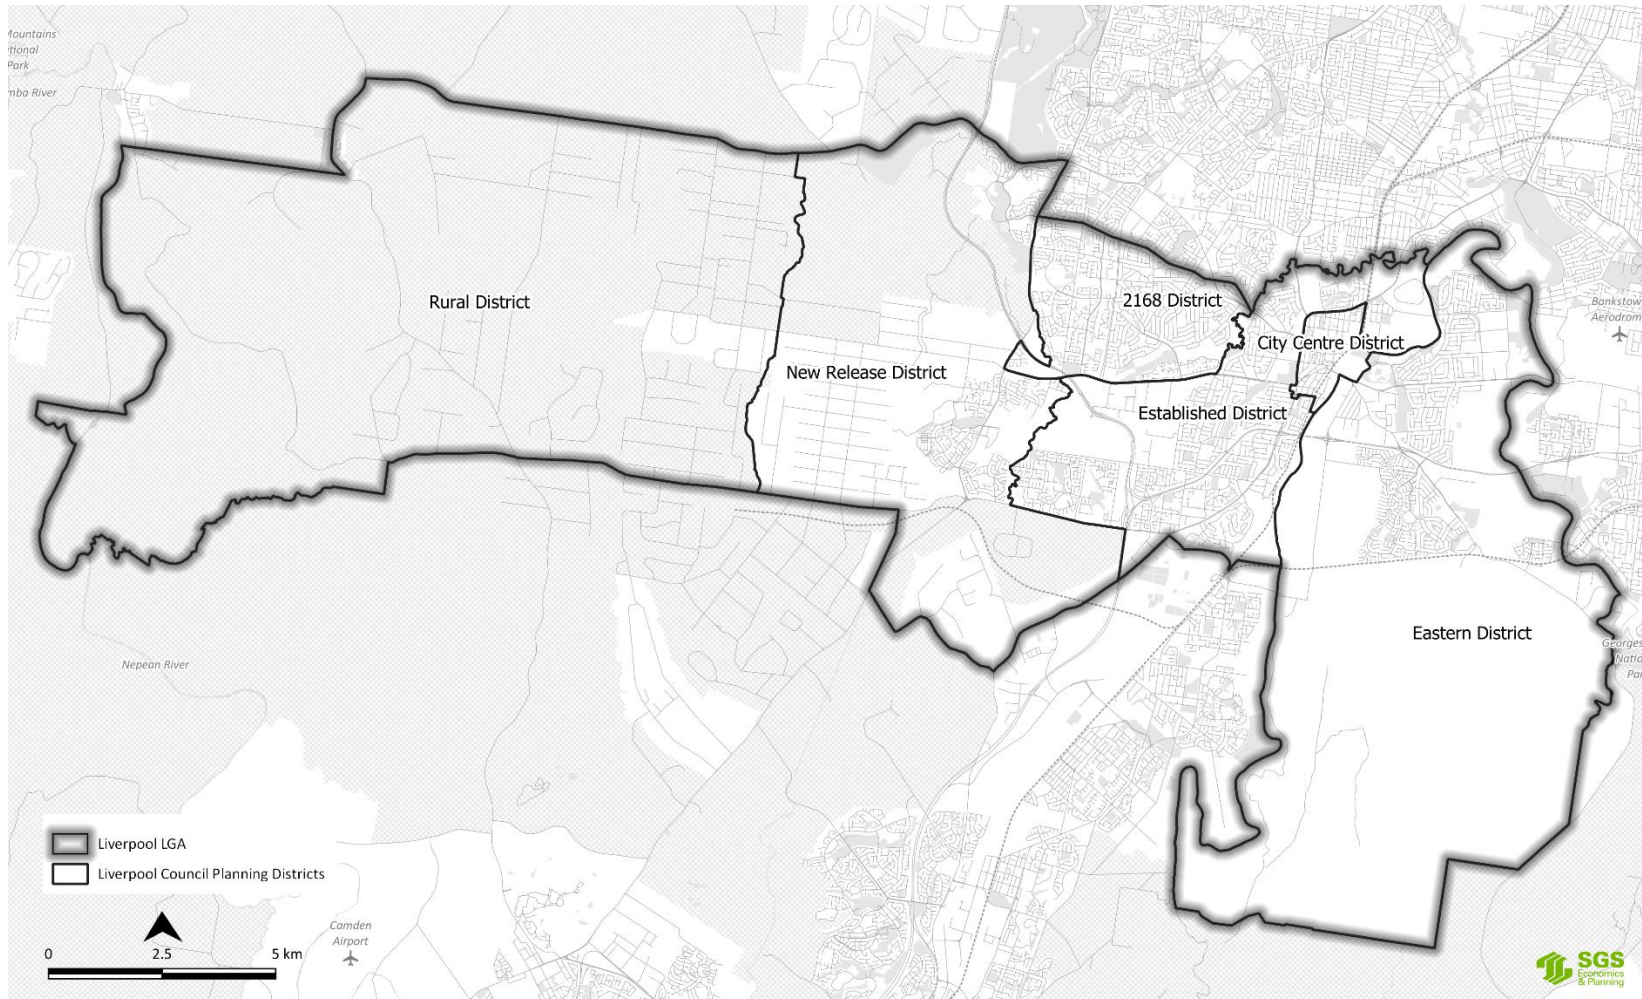 Mountains
ational
Park
mba River
Rural District
2168 District
City Centre District
New Release District
Established District
Banksto
Aerodrom
Eastern District
Georges
Natio
Par
Nepean River
Liverpool LGA
Liverpool Council Planning Districts
Camden
Airport
0
2.5
5 km
SGS
Economics
& Planning